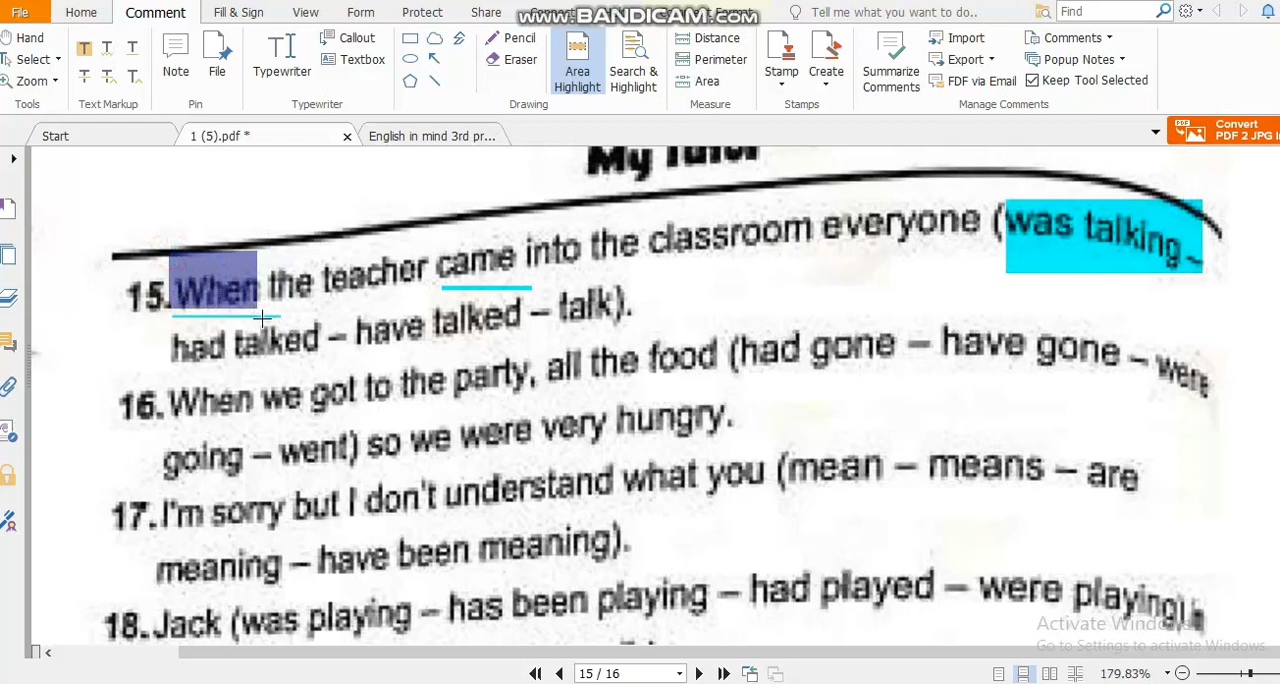 www.BANDICAM.com
File Home Comment Fill & Sign View Form Protect Share Tell me what you want to do.. Find
Hand Select Zoom Note File Typewriter Callout Textbox Pencil Eraser Area Highlight Search & Highlight Distance Perimeter Area Stamp Create Summarize Comments Import Export FDF via Email Comments Popup Notes Keep Tool Selected
Tools Text Markup Pin Typewriter Drawing Measure Stamps Manage Comments
Start 1 (5).pdf * English in mind 3rd pr... Convert
PDF 2 JPG
My Tutor
15. When the teacher came into the classroom everyone (was talking –
had talked – have talked – talk).
16. When we got to the party, all the food (had gone – have gone – were
going – went) so we were very hungry.
17. I'm sorry but I don't understand what you (mean – means – are
meaning – have been meaning).
18. Jack (was playing – has been playing – had played – were playing)
Activate Windows
Go to Settings to activate Windows.
15 / 16 179.83%